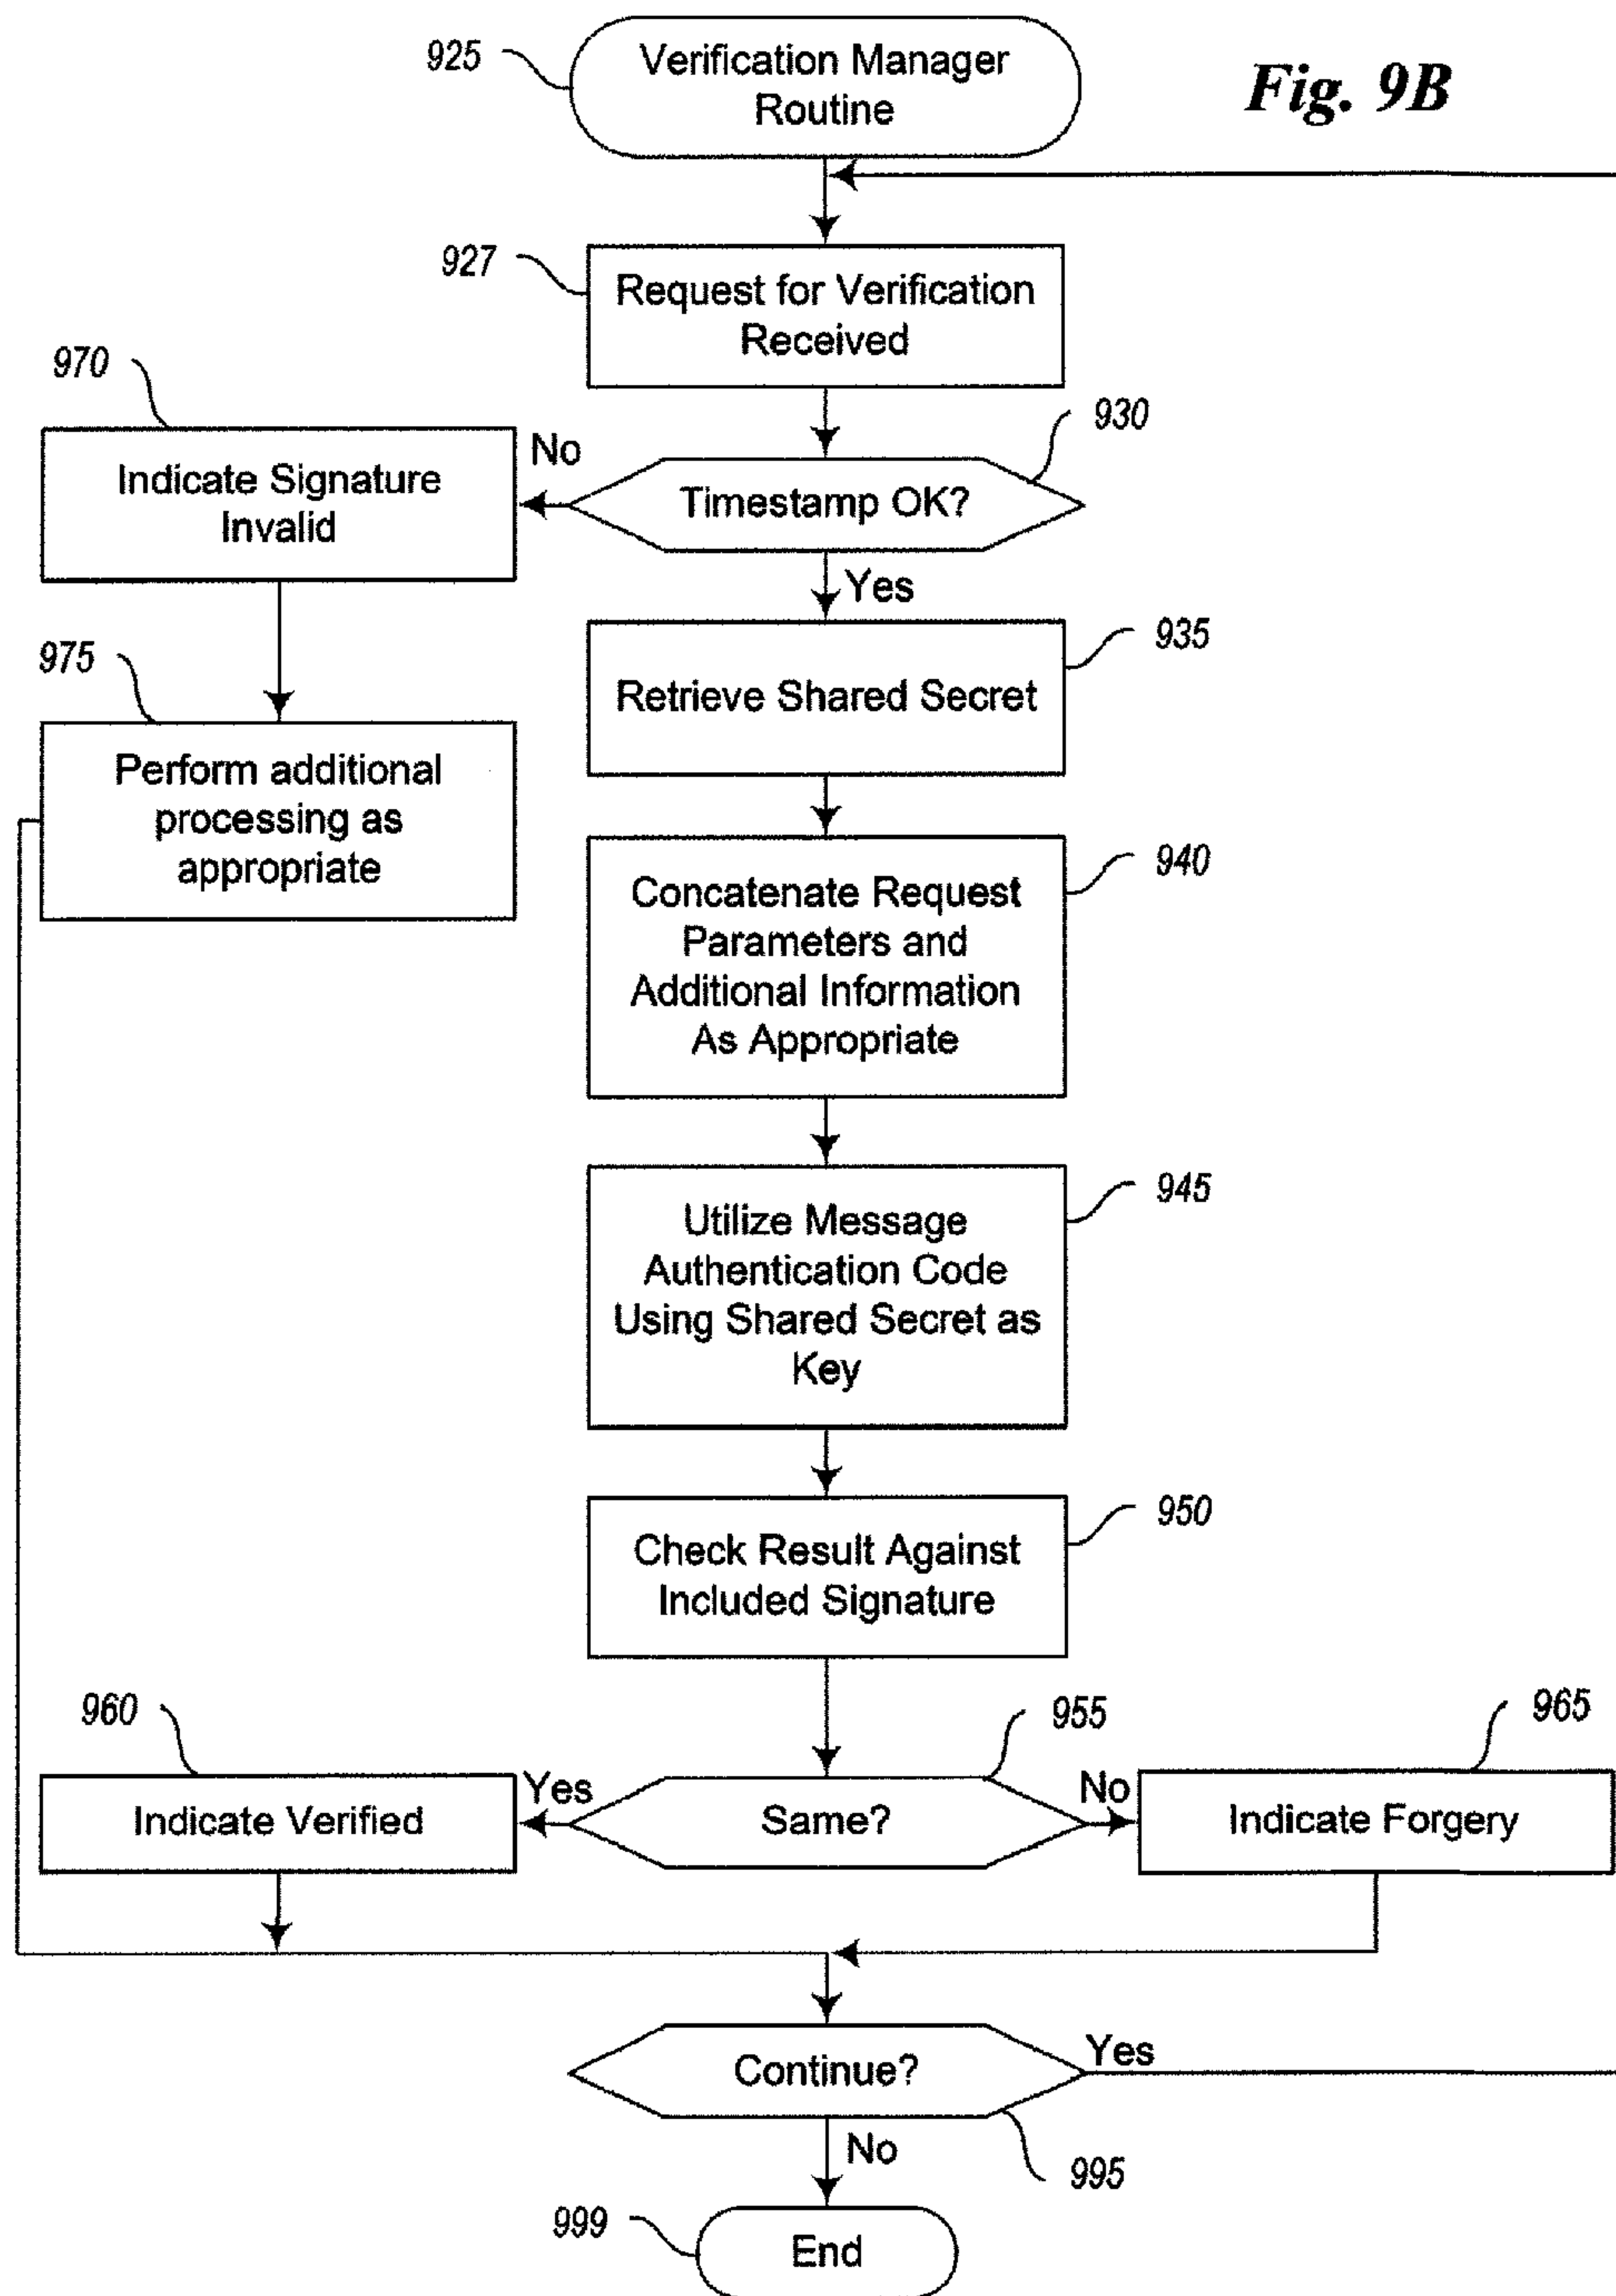 925
Verification Manager
Routine
Fig. 9B
927
Request for Verification
Received
970
930
Indicate Signature
Invalid
No
Timestamp OK?
Yes
975
935
Retrieve Shared Secret
Perform additional
processing as
appropriate
940
Concatenate Request
Parameters and
Additional Information
As Appropriate
945
Utilize Message
Authentication Code
Using Shared Secret as
Key
950
Check Result Against
Included Signature
960
955
965
Indicate Verified
Yes
Same?
No
Indicate Forgery
Continue?
Yes
No
995
999
End